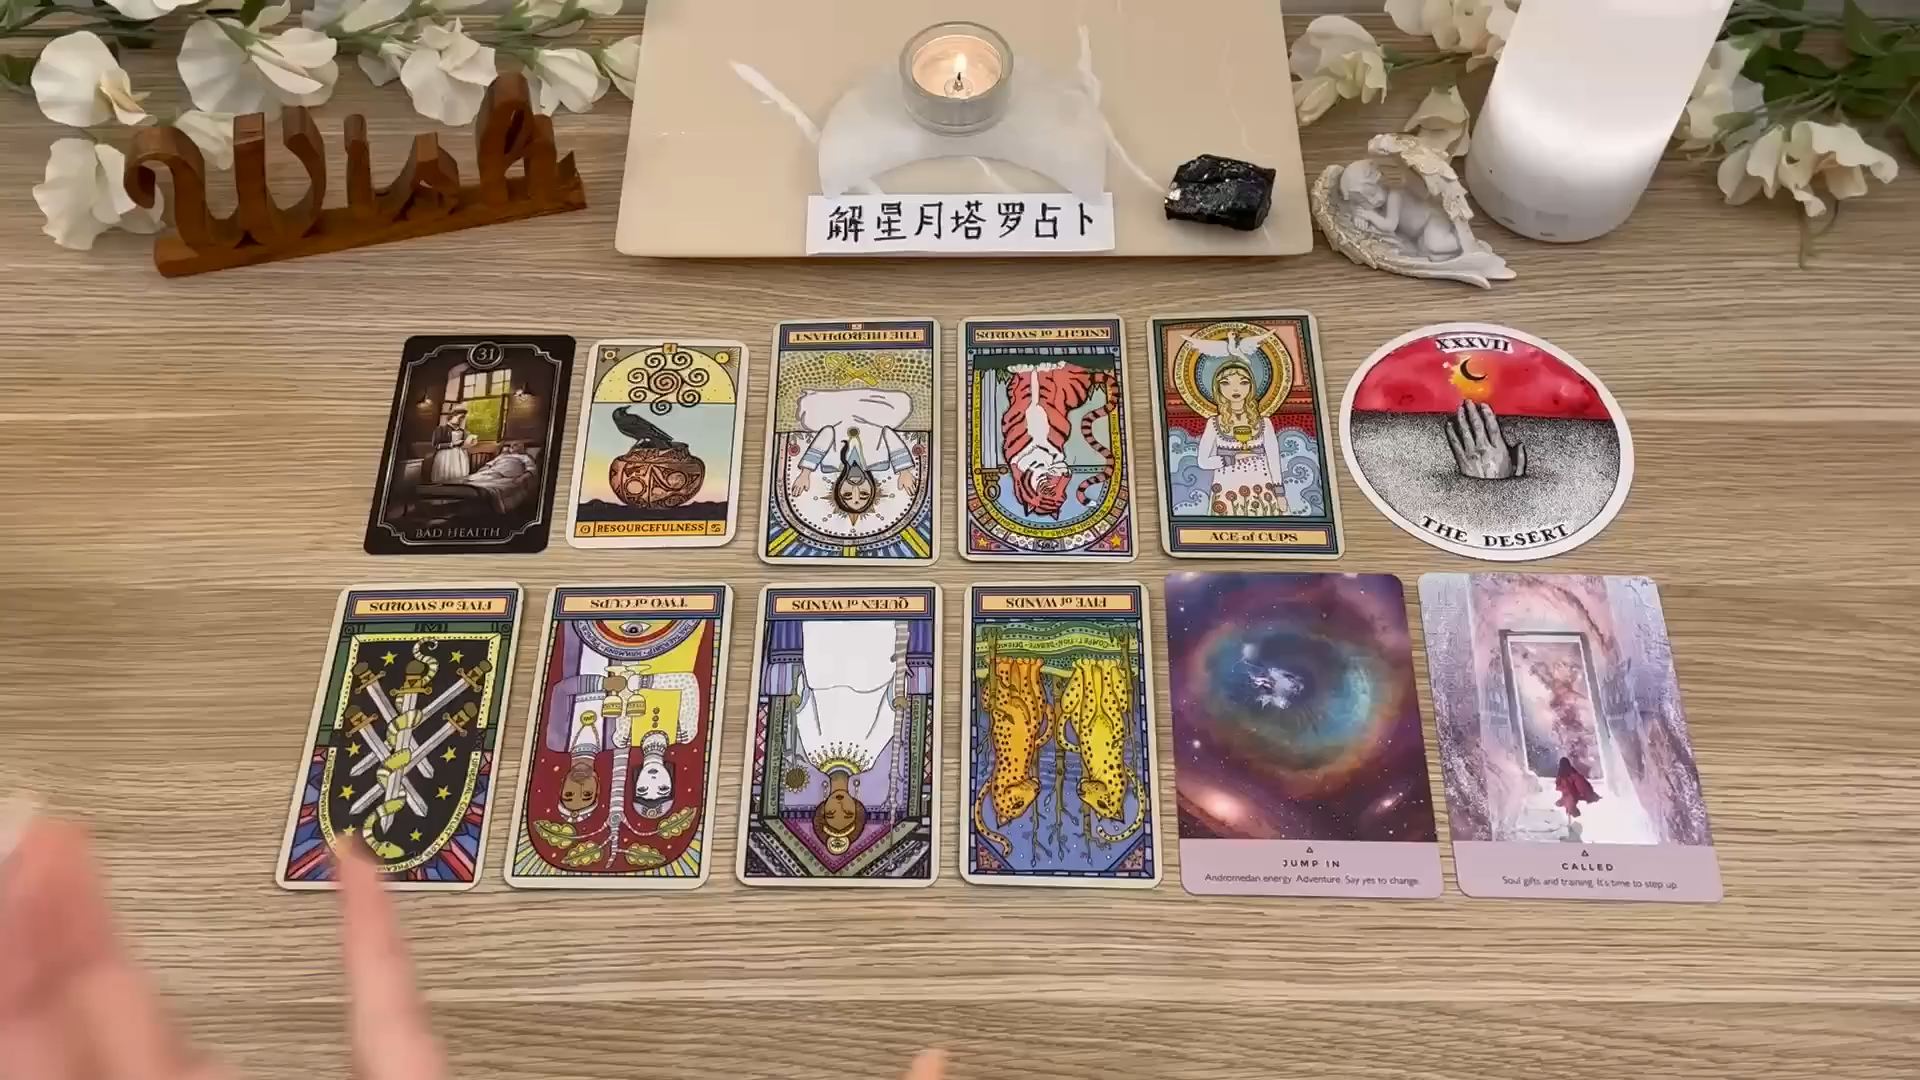 Wish
解星月塔罗占卜
31
BAD HEALTH
RESOURCEFULNESS
THE HIEROPHANT
KNIGHT of SWORDS
ACE of CUPS
XXXVII
THE DESERT
FIVE of SWORDS
TWO of CUPS
QUEEN of WANDS
FIVE of WANDS
JUMP IN
Andromedan energy. Adventure. Say yes to change.
CALLED
Soul gifts and training. It's time to step up.